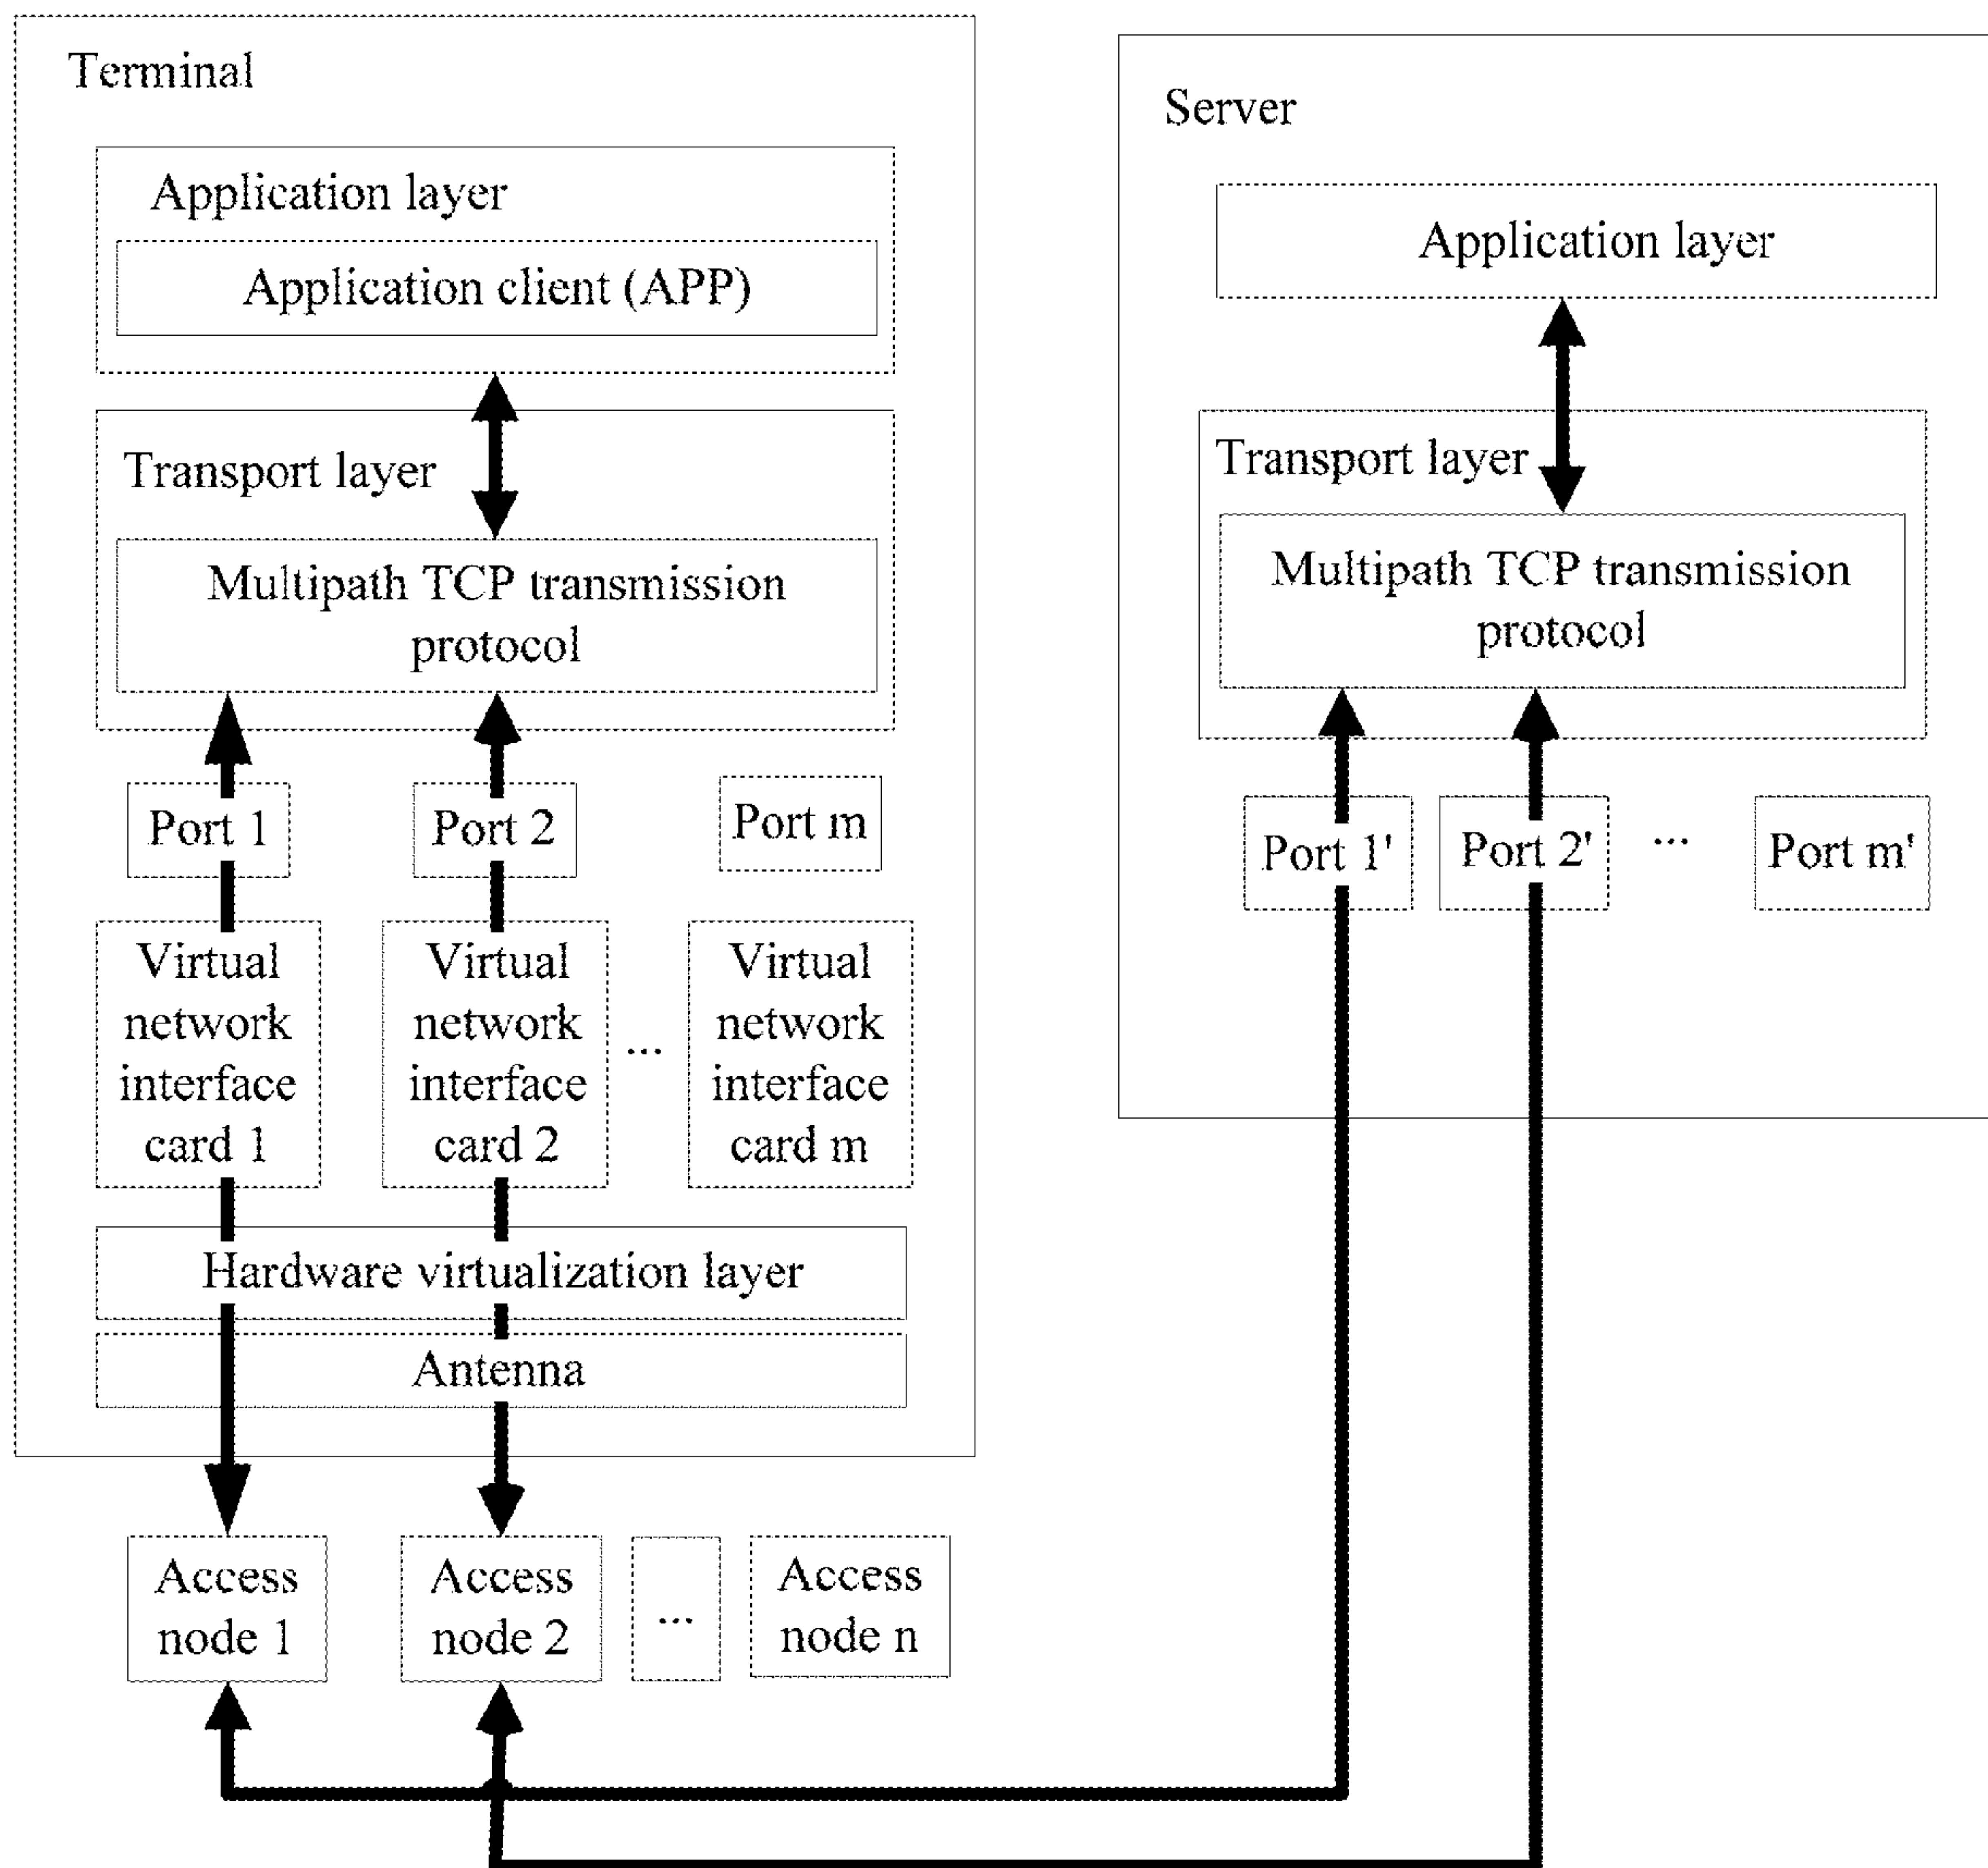 Terminal
Application layer
Application client (APP)
Transport layer
Multipath TCP transmission
protocol
Port 1
Port 2
Port m
Virtual
network
interface
card 1
Virtual
network
interface
card 2
...
Virtual
network
interface
card m
Hardware virtualization layer
Antenna
Access
node 1
Access
node 2
...
Access
node n
Server
Application layer
Transport layer
Multipath TCP transmission
protocol
Port 1'
Port 2'
...
Port m'